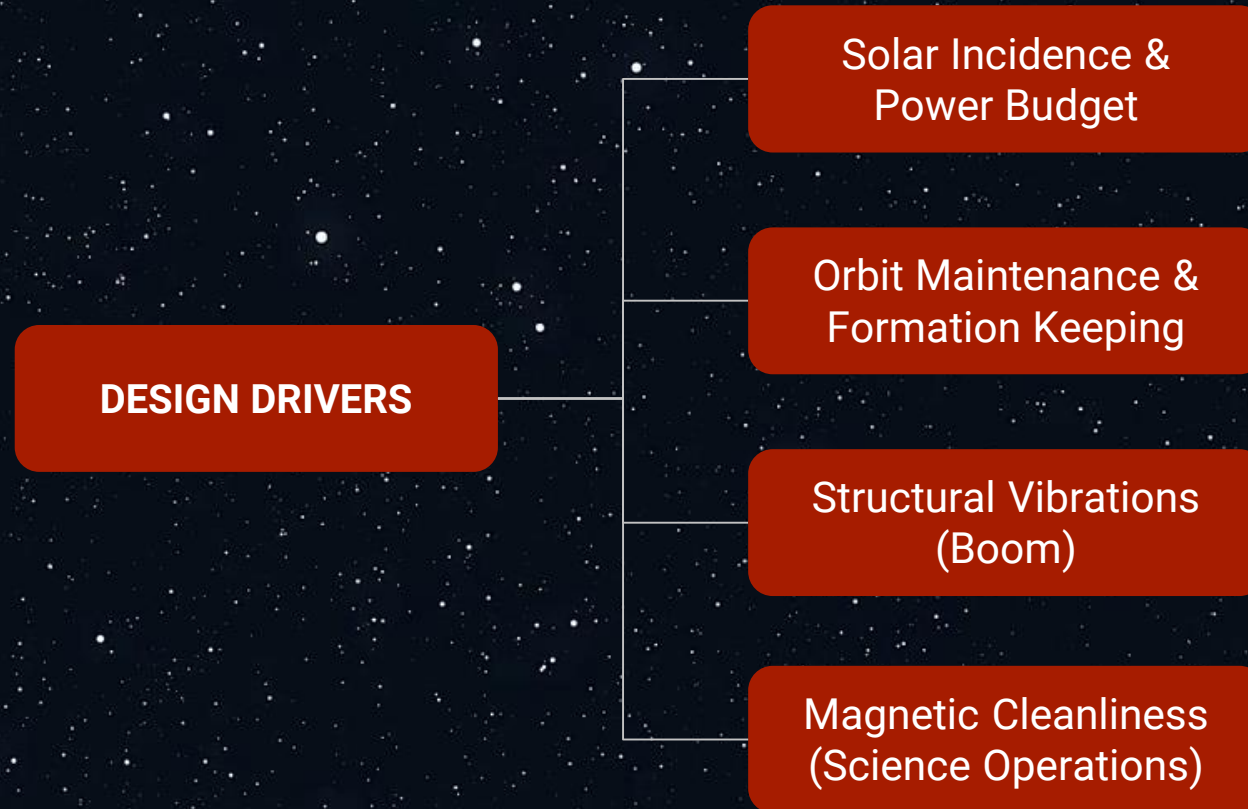 Solar Incidence &
Power Budget
Orbit Maintenance &
Formation Keeping
DESIGN DRIVERS
Structural Vibrations
(Boom)
Magnetic Cleanliness
(Science Operations)